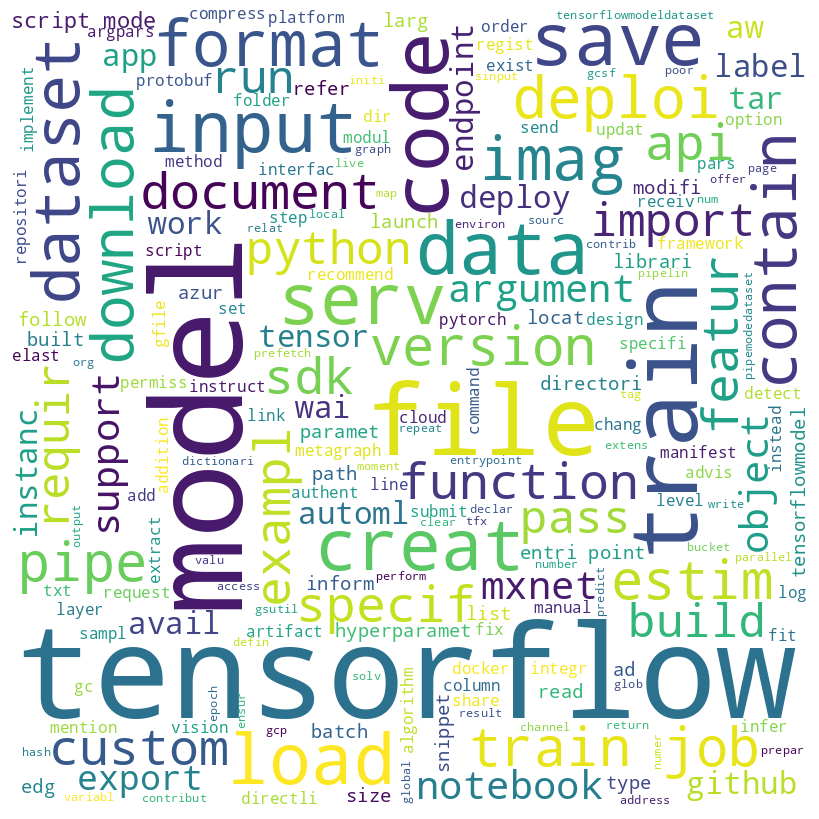 script mode
compress
platform
larg
order
tensorflowmodeldataset
aw
argpars
app
format
regist
exist
gcsf
poor
save
label
protobuf
run
refer
initi
sinput
code
endpoint
deploi
tar
implement
dataset
download
folder
dir
input
modul
send
updat
api
option
method
interfac
graph
live
imag
pars
offer
page
repositori
document
map
deploy
modifi
receiv
num
work
step
local
launch
environ
sourc
import
contain
script
relat
python
data
contrib
librari
framework
recommend
pipelin
azur
set
serv
argument
model
gfile
tensor
pytorch
locat
design
train
featur
pipemodedataset
follow
built
prefetch
version
specifi
elast
org
permiss
instruct
sdk
directori
detect
requir
support
link
wai
file
cloud
command
tag
instead
addition
exampl
paramet
repeat
chang
object
instanc
dictionari
metagraph
moment
entrypoint
extens
manifest
tensorflowmodel
add
path
line
function
level
advis
write
authent
automl
submit
declar
pass
output
extract
clear
tfx
entri point
bucket
pipe
valu
creat
number
parallel
txt
request
access
inform
perform
mxnet
predict
estim
log
layer
gsutil
specif
list
manual
build
fit
sampl
avail
artifact
hyperparamet
fix
defin
tensorflow
gc
solv
docker
integr
ad
column
read
glob
mention
epoch
ensur
share
result
vision
batch
algorithm
snippet
channel
return
infer
hash
custom
gcp
load
train job
numer
prepar
edg
export
notebook
type
github
variabl
contribut
directli
size
global
address